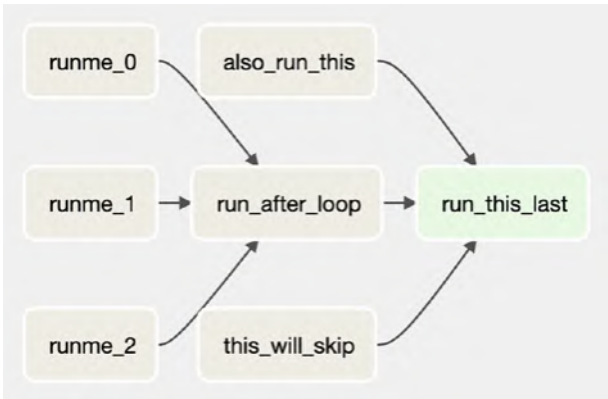 runme_0
also_run_this
runme_1
run_after_loop
run_this_last
runme_2
this_will_skip